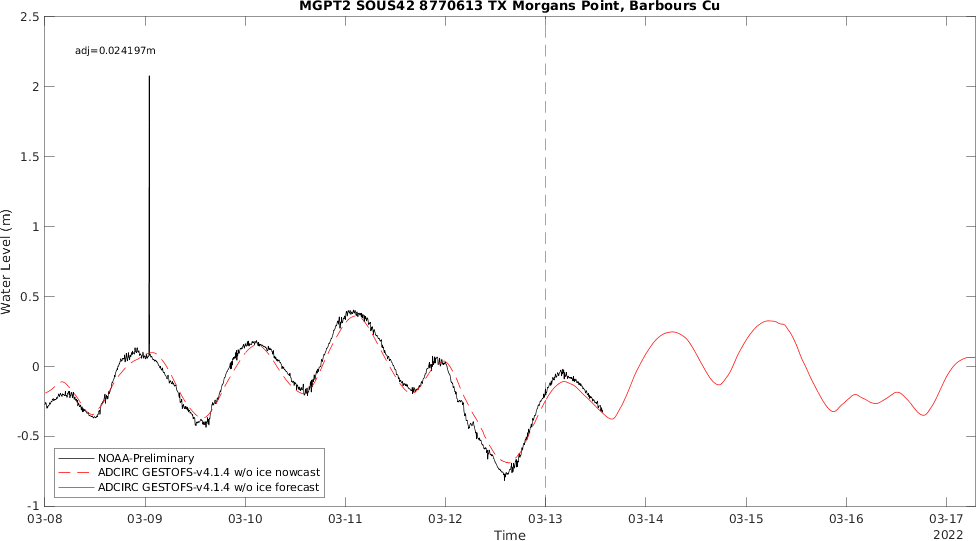 MGPT2 SOUS42 8770613 TX Morgans Point, Barbours Cu
adj=0.024197m
2.5
2
1.5
1
0.5
0
-0.5
-1
Water Level (m)
NOAA-Preliminary
ADCIRC GESTOFS-v4.1.4 w/o ice nowcast
ADCIRC GESTOFS-v4.1.4 w/o ice forecast
03-08 03-09 03-10 03-11 03-12 03-13 03-14 03-15 03-16 03-17
Time
2022